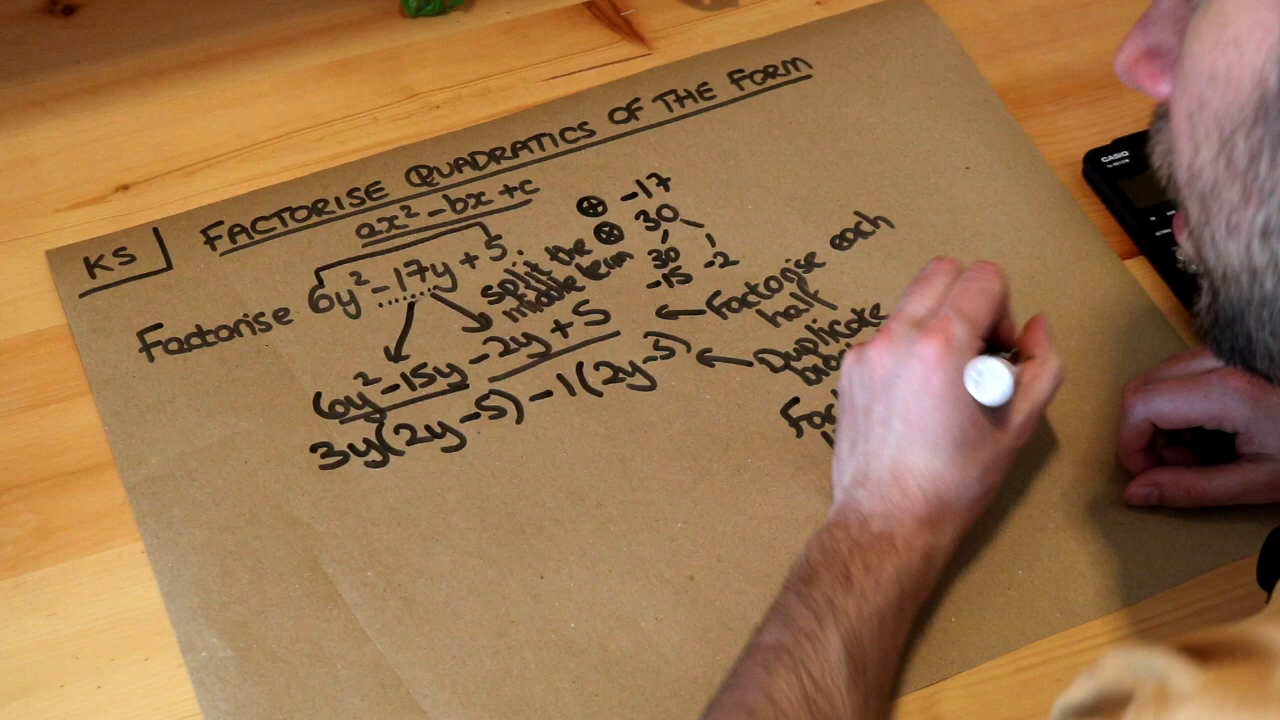 KS
FACTORISE QUADRATICS OF THE FORM
ax² - bx + c
Factorise 6y² - 17y + 5.
split the
middle term
⊕ -17
⊗ 30
30 1
-15 -2
6y² - 15y - 2y + 5
Factorise each
half
3y(2y - 5) - 1(2y - 5)
Duplicate
CASIO